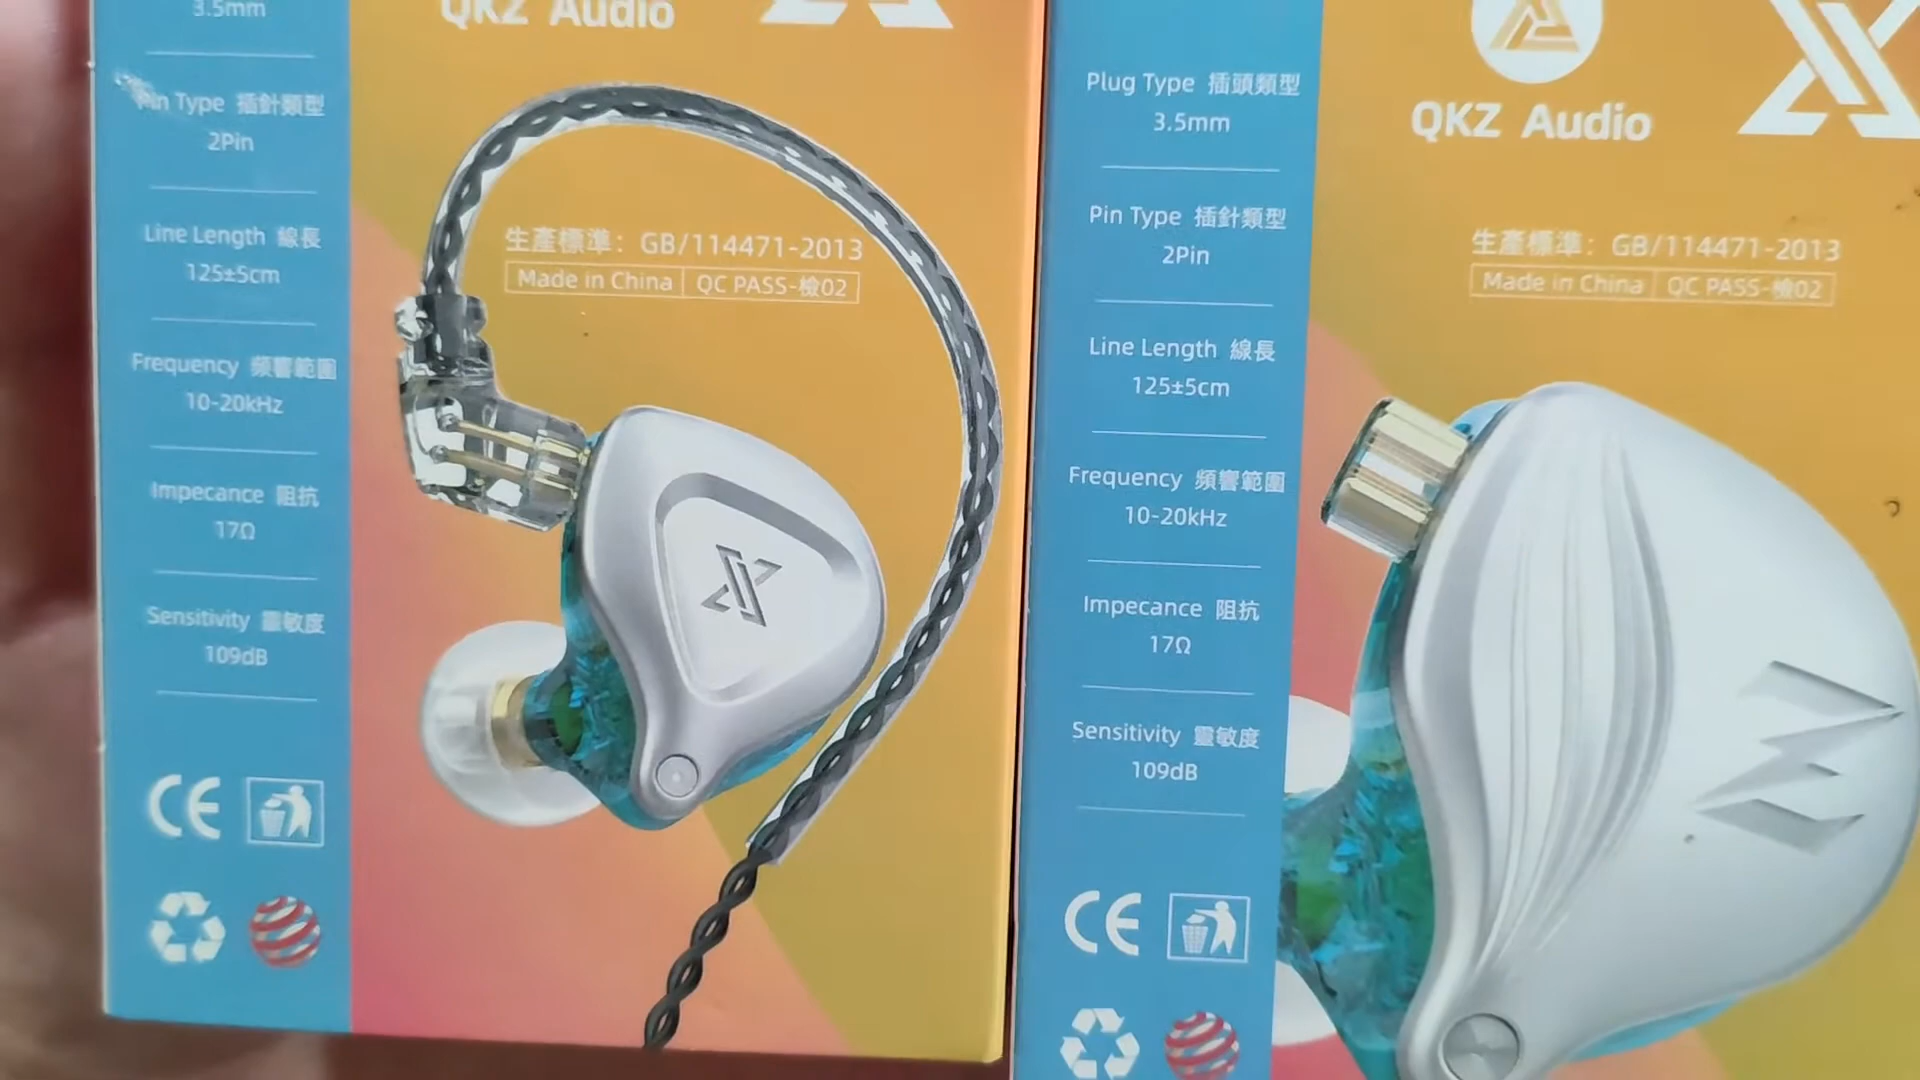 3.5mm
Pin Type 插針類型
2Pin
Line Length 線長
125±5cm
Frequency 頻響範圍
10-20kHz
Impecance 阻抗
17Ω
Sensitivity 靈敏度
109dB
CE
QKZ Audio
生產標準：GB/114471-2013
Made in China | QC PASS-檢02
Plug Type 插頭類型
3.5mm
Pin Type 插針類型
2Pin
Line Length 線長
125±5cm
Frequency 頻響範圍
10-20kHz
Impecance 阻抗
17Ω
Sensitivity 靈敏度
109dB
CE
QKZ Audio
生產標準：GB/114471-2013
Made in China | QC PASS-檢02